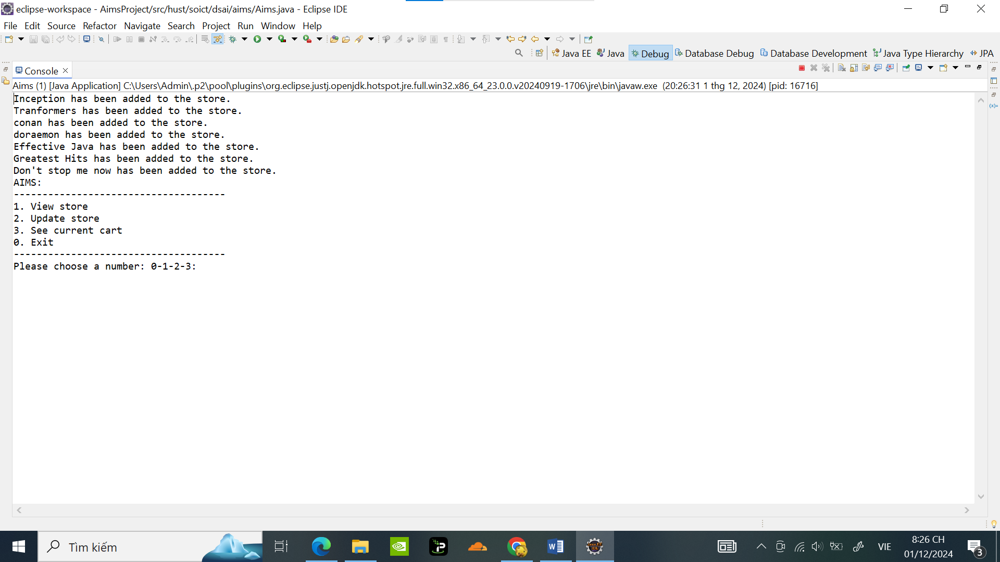 eclipse-workspace - AimsProject/src/hust/soict/dsai/aims/Aims.java - Eclipse IDE
File Edit Source Refactor Navigate Search Project Run Window Help
Java EE Java Debug Database Debug Database Development Java Type Hierarchy JPA
Console
Aims (1) [Java Application] C:\Users\Admin\.p2\pool\plugins\org.eclipse.justj.openjdk.hotspot.jre.full.win32.x86_64_23.0.0.v20240919-1706\jre\bin\javaw.exe (20:26:31 1 thg 12, 2024) [pid: 16716]
Inception has been added to the store.
Tranformers has been added to the store.
conan has been added to the store.
doraemon has been added to the store.
Effective Java has been added to the store.
Greatest Hits has been added to the store.
Don't stop me now has been added to the store.
AIMS:
-------------------------------------
1. View store
2. Update store
3. See current cart
0. Exit
-------------------------------------
Please choose a number: 0-1-2-3:
Tìm kiếm
VIE
8:26 CH
01/12/2024
3